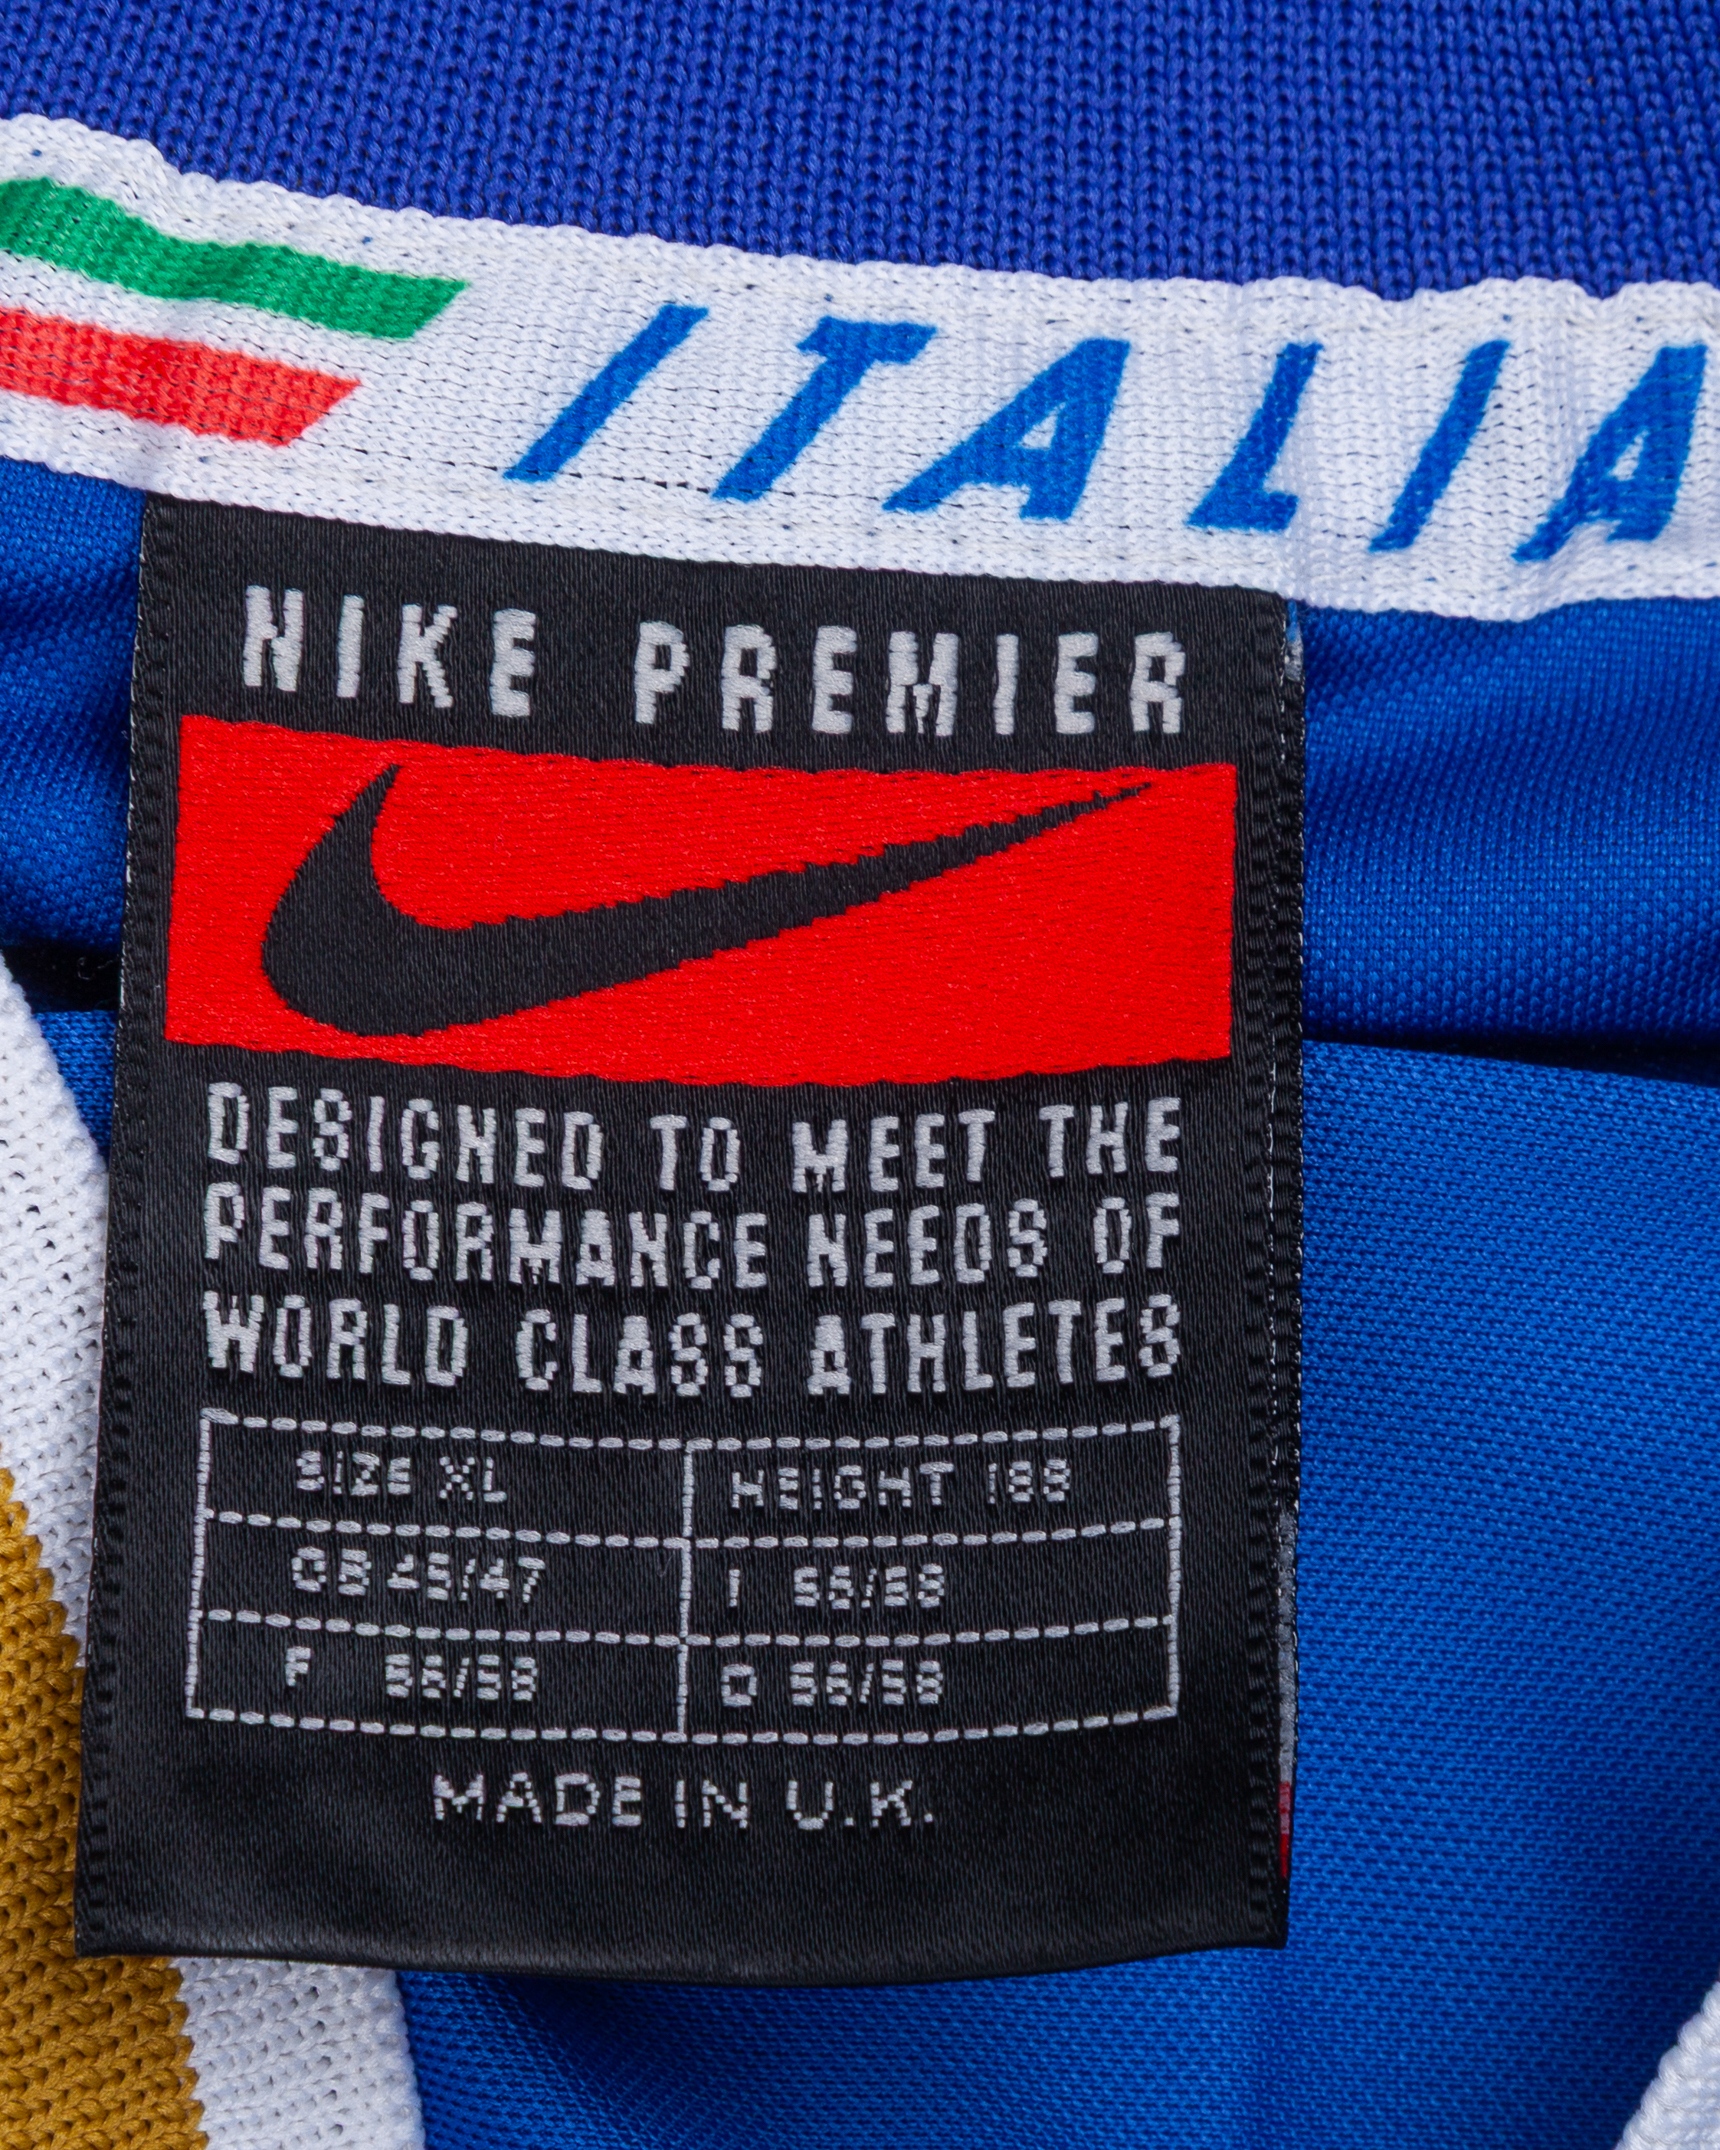 ITALIA
NIKE PREMIER
DESIGNED TO MEET THE
PERFORMANCE NEEDS OF
WORLD CLASS ATHLETES
SIZE XL
HEIGHT 188
GB 45/47
I 56/58
F 56/58
D 56/58
MADE IN U.K.